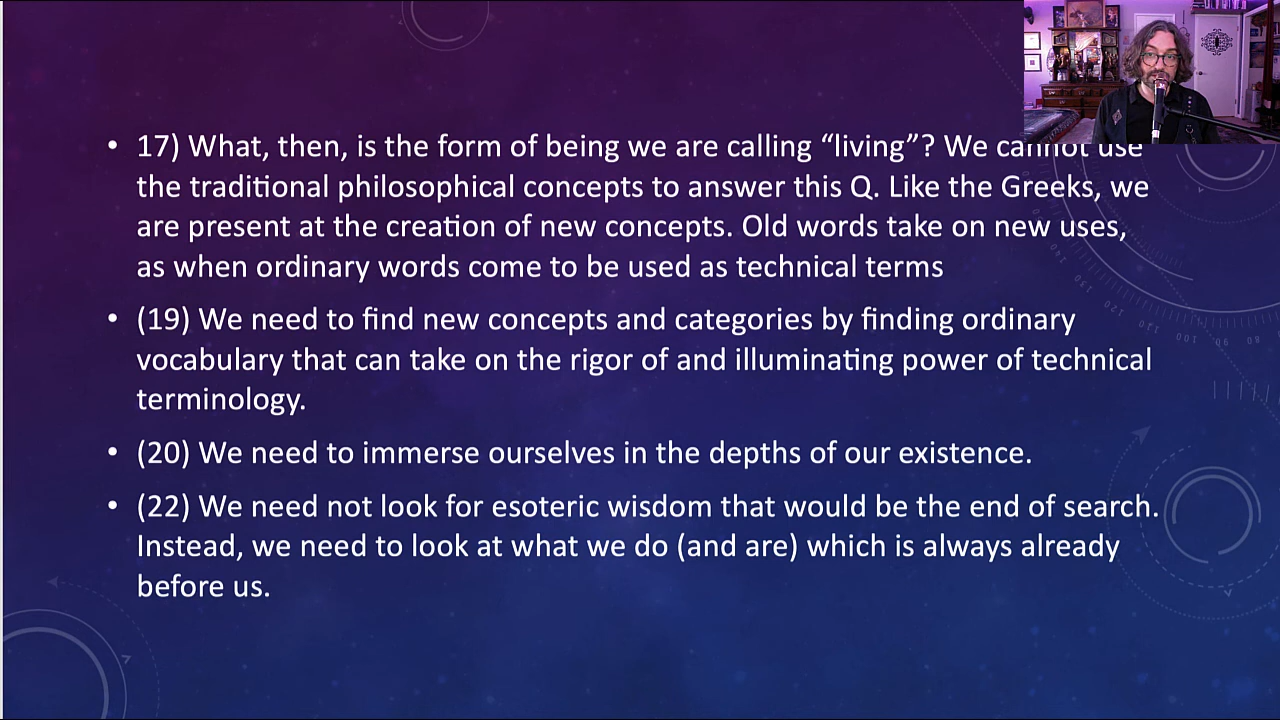 • 17) What, then, is the form of being we are calling “living”? We cannot use
the traditional philosophical concepts to answer this Q. Like the Greeks, we
are present at the creation of new concepts. Old words take on new uses,
as when ordinary words come to be used as technical terms
• (19) We need to find new concepts and categories by finding ordinary
vocabulary that can take on the rigor of and illuminating power of technical
terminology.
• (20) We need to immerse ourselves in the depths of our existence.
• (22) We need not look for esoteric wisdom that would be the end of search.
Instead, we need to look at what we do (and are) which is always already
before us.